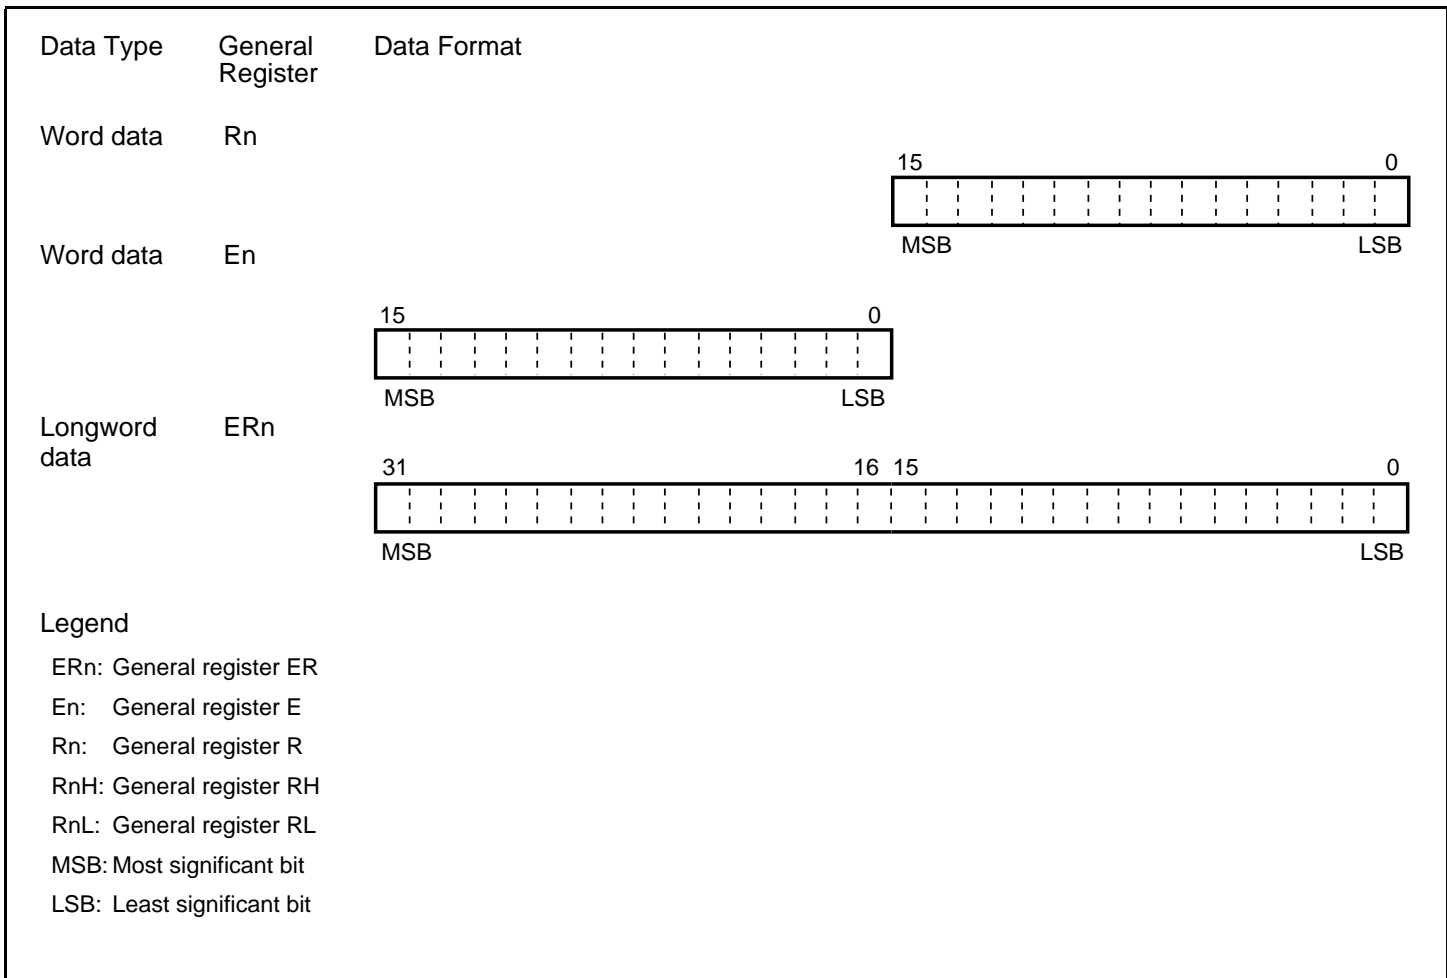 Data Type General Register Data Format
Word data Rn
15 0
MSB LSB
Word data En
15 0
MSB LSB
Longword data ERn
31 16 15 0
MSB LSB
Legend
ERn: General register ER
En: General register E
Rn: General register R
RnH: General register RH
RnL: General register RL
MSB: Most significant bit
LSB: Least significant bit